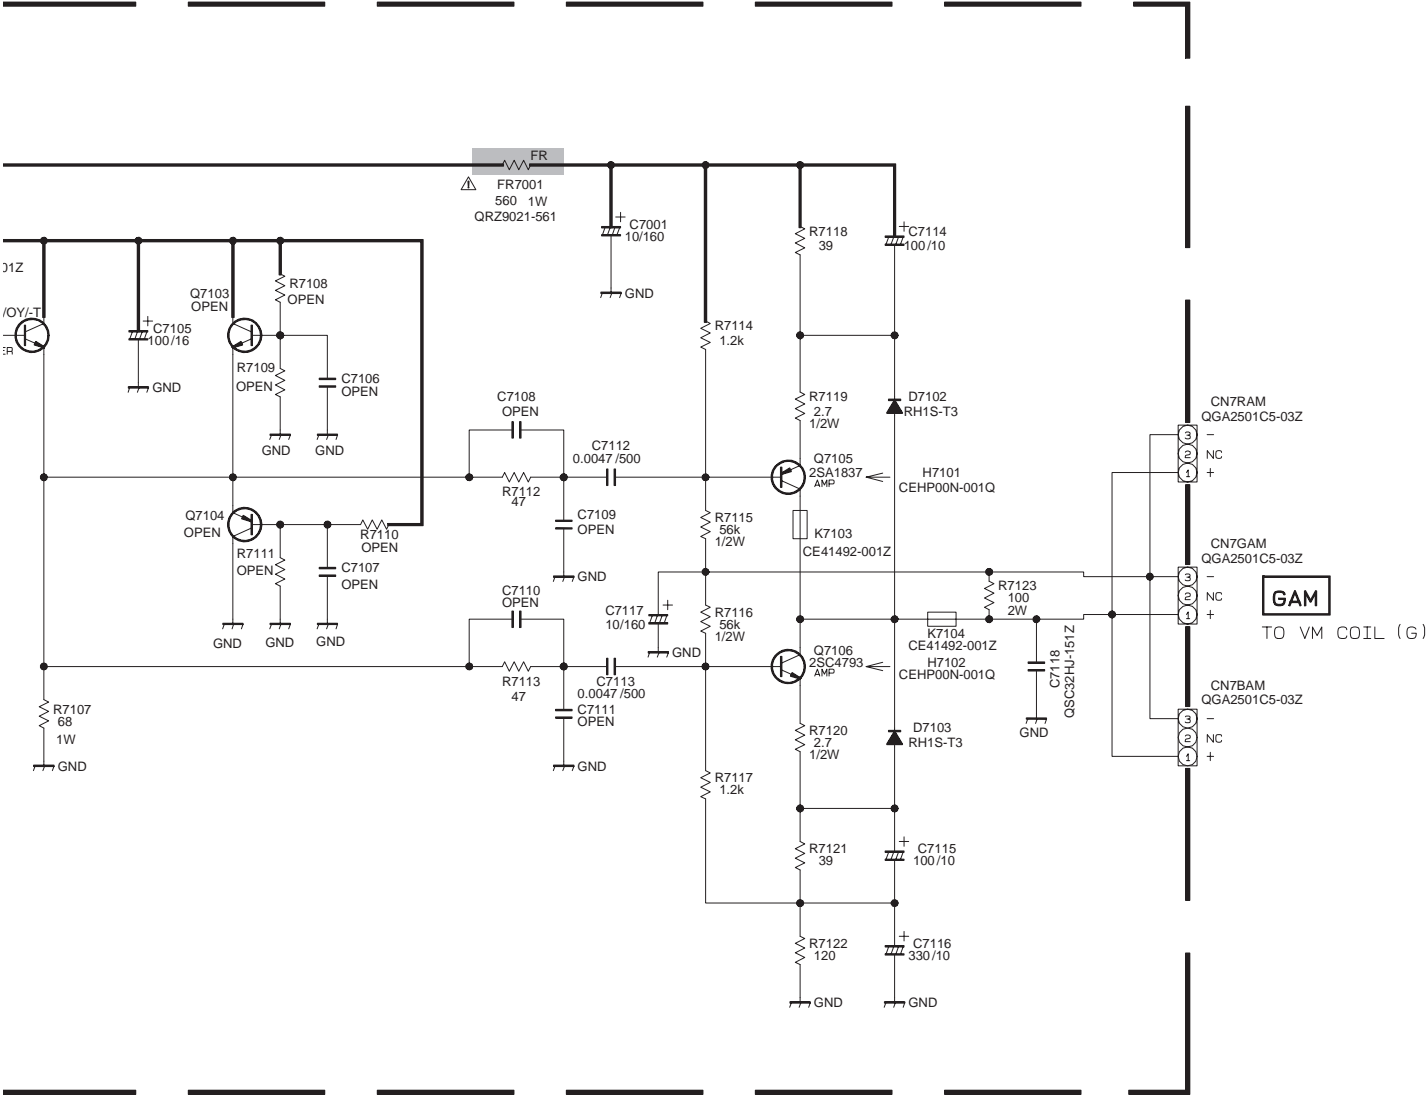 FR
FR7001
560 1W
QRZ9021-561
+
C7001
10/160
GND
R7118
39
+
C7114
100/10
01Z
/OY/-T
ER
+
C7105
100/16
GND
Q7103
OPEN
R7108
OPEN
R7109
OPEN
C7106
OPEN
GND
GND
R7114
1.2k
C7108
OPEN
C7112
0.0047/500
R7112
47
C7109
OPEN
GND
R7119
2.7
1/2W
D7102
RH1S-T3
Q7105
2SA1837
AMP
H7101
CEHP00N-001Q
CN7RAM
QGA2501C5-03Z
3 -
2 NC
1 +
Q7104
OPEN
R7110
OPEN
R7111
OPEN
C7107
OPEN
GND
GND
GND
R7115
56k
1/2W
K7103
CE41492-001Z
C7110
OPEN
C7117
+
10/160
GND
R7116
56k
1/2W
R7123
100
2W
K7104
CE41492-001Z
CN7GAM
QGA2501C5-03Z
3 -
2 NC
1 +
GAM
TO VM COIL (G)
R7113
47
C7113
0.0047/500
C7111
OPEN
GND
Q7106
2SC4793
AMP
H7102
CEHP00N-001Q
C7118
QSC32HJ-151Z
GND
CN7BAM
QGA2501C5-03Z
3 -
2 NC
1 +
R7107
68
1W
GND
R7120
2.7
1/2W
D7103
RH1S-T3
R7117
1.2k
R7121
39
+
C7115
100/10
R7122
120
+
C7116
330/10
GND
GND